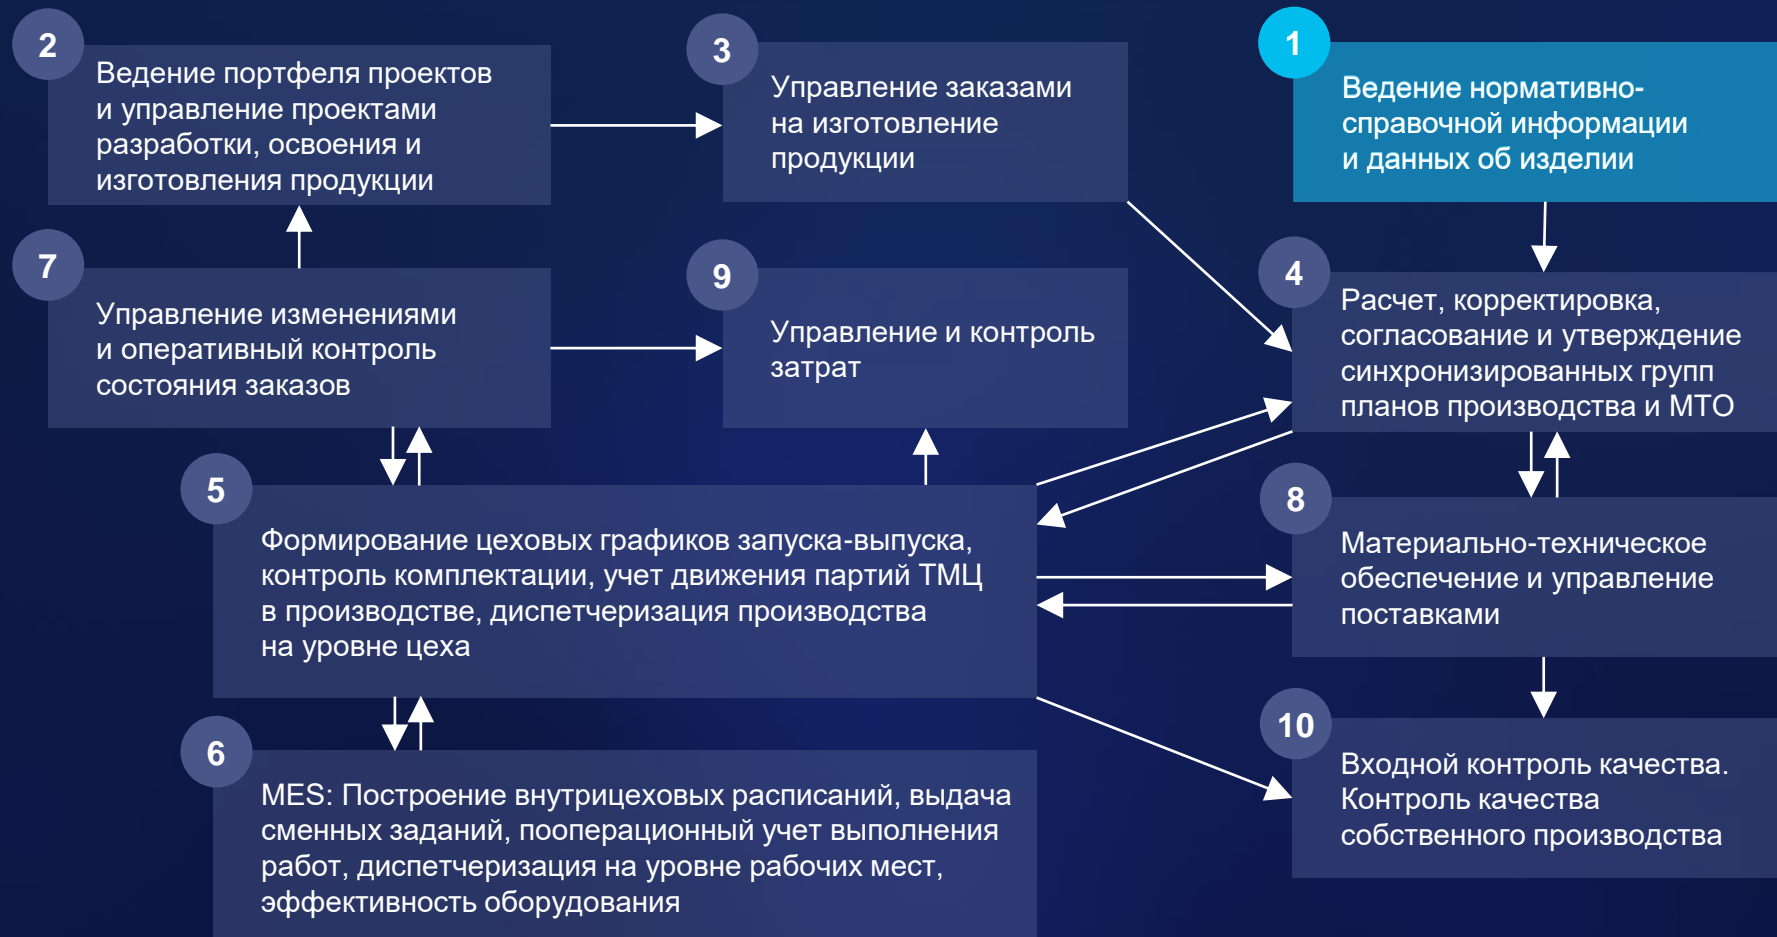 2
Ведение портфеля проектов
и управление проектами
разработки, освоения и
изготовления продукции
3
Управление заказами
на изготовление
продукции
1
Ведение нормативно-
справочной информации
и данных об изделии
7
Управление изменениями
и оперативный контроль
состояния заказов
9
Управление и контроль
затрат
4
Расчет, корректировка,
согласование и утверждение
синхронизированных групп
планов производства и МТО
5
Формирование цеховых графиков запуска-выпуска,
контроль комплектации, учет движения партий ТМЦ
в производстве, диспетчеризация производства
на уровне цеха
8
Материально-техническое
обеспечение и управление
поставками
6
MES: Построение внутрицеховых расписаний, выдача
сменных заданий, пооперационный учет выполнения
работ, диспетчеризация на уровне рабочих мест,
эффективность оборудования
10
Входной контроль качества.
Контроль качества
собственного производства